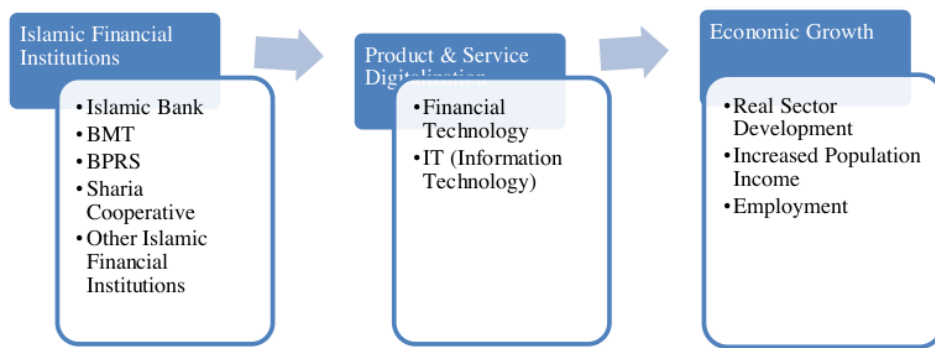 Islamic Financial
Institutions
• Islamic Bank
• BMT
• BPRS
• Sharia
Cooperative
• Other Islamic
Financial
Institutions
Product & Service
Digitalization
• Financial
Technology
• IT (Information
Technology)
Economic Growth
• Real Sector
Development
• Increased Population
Income
• Employment